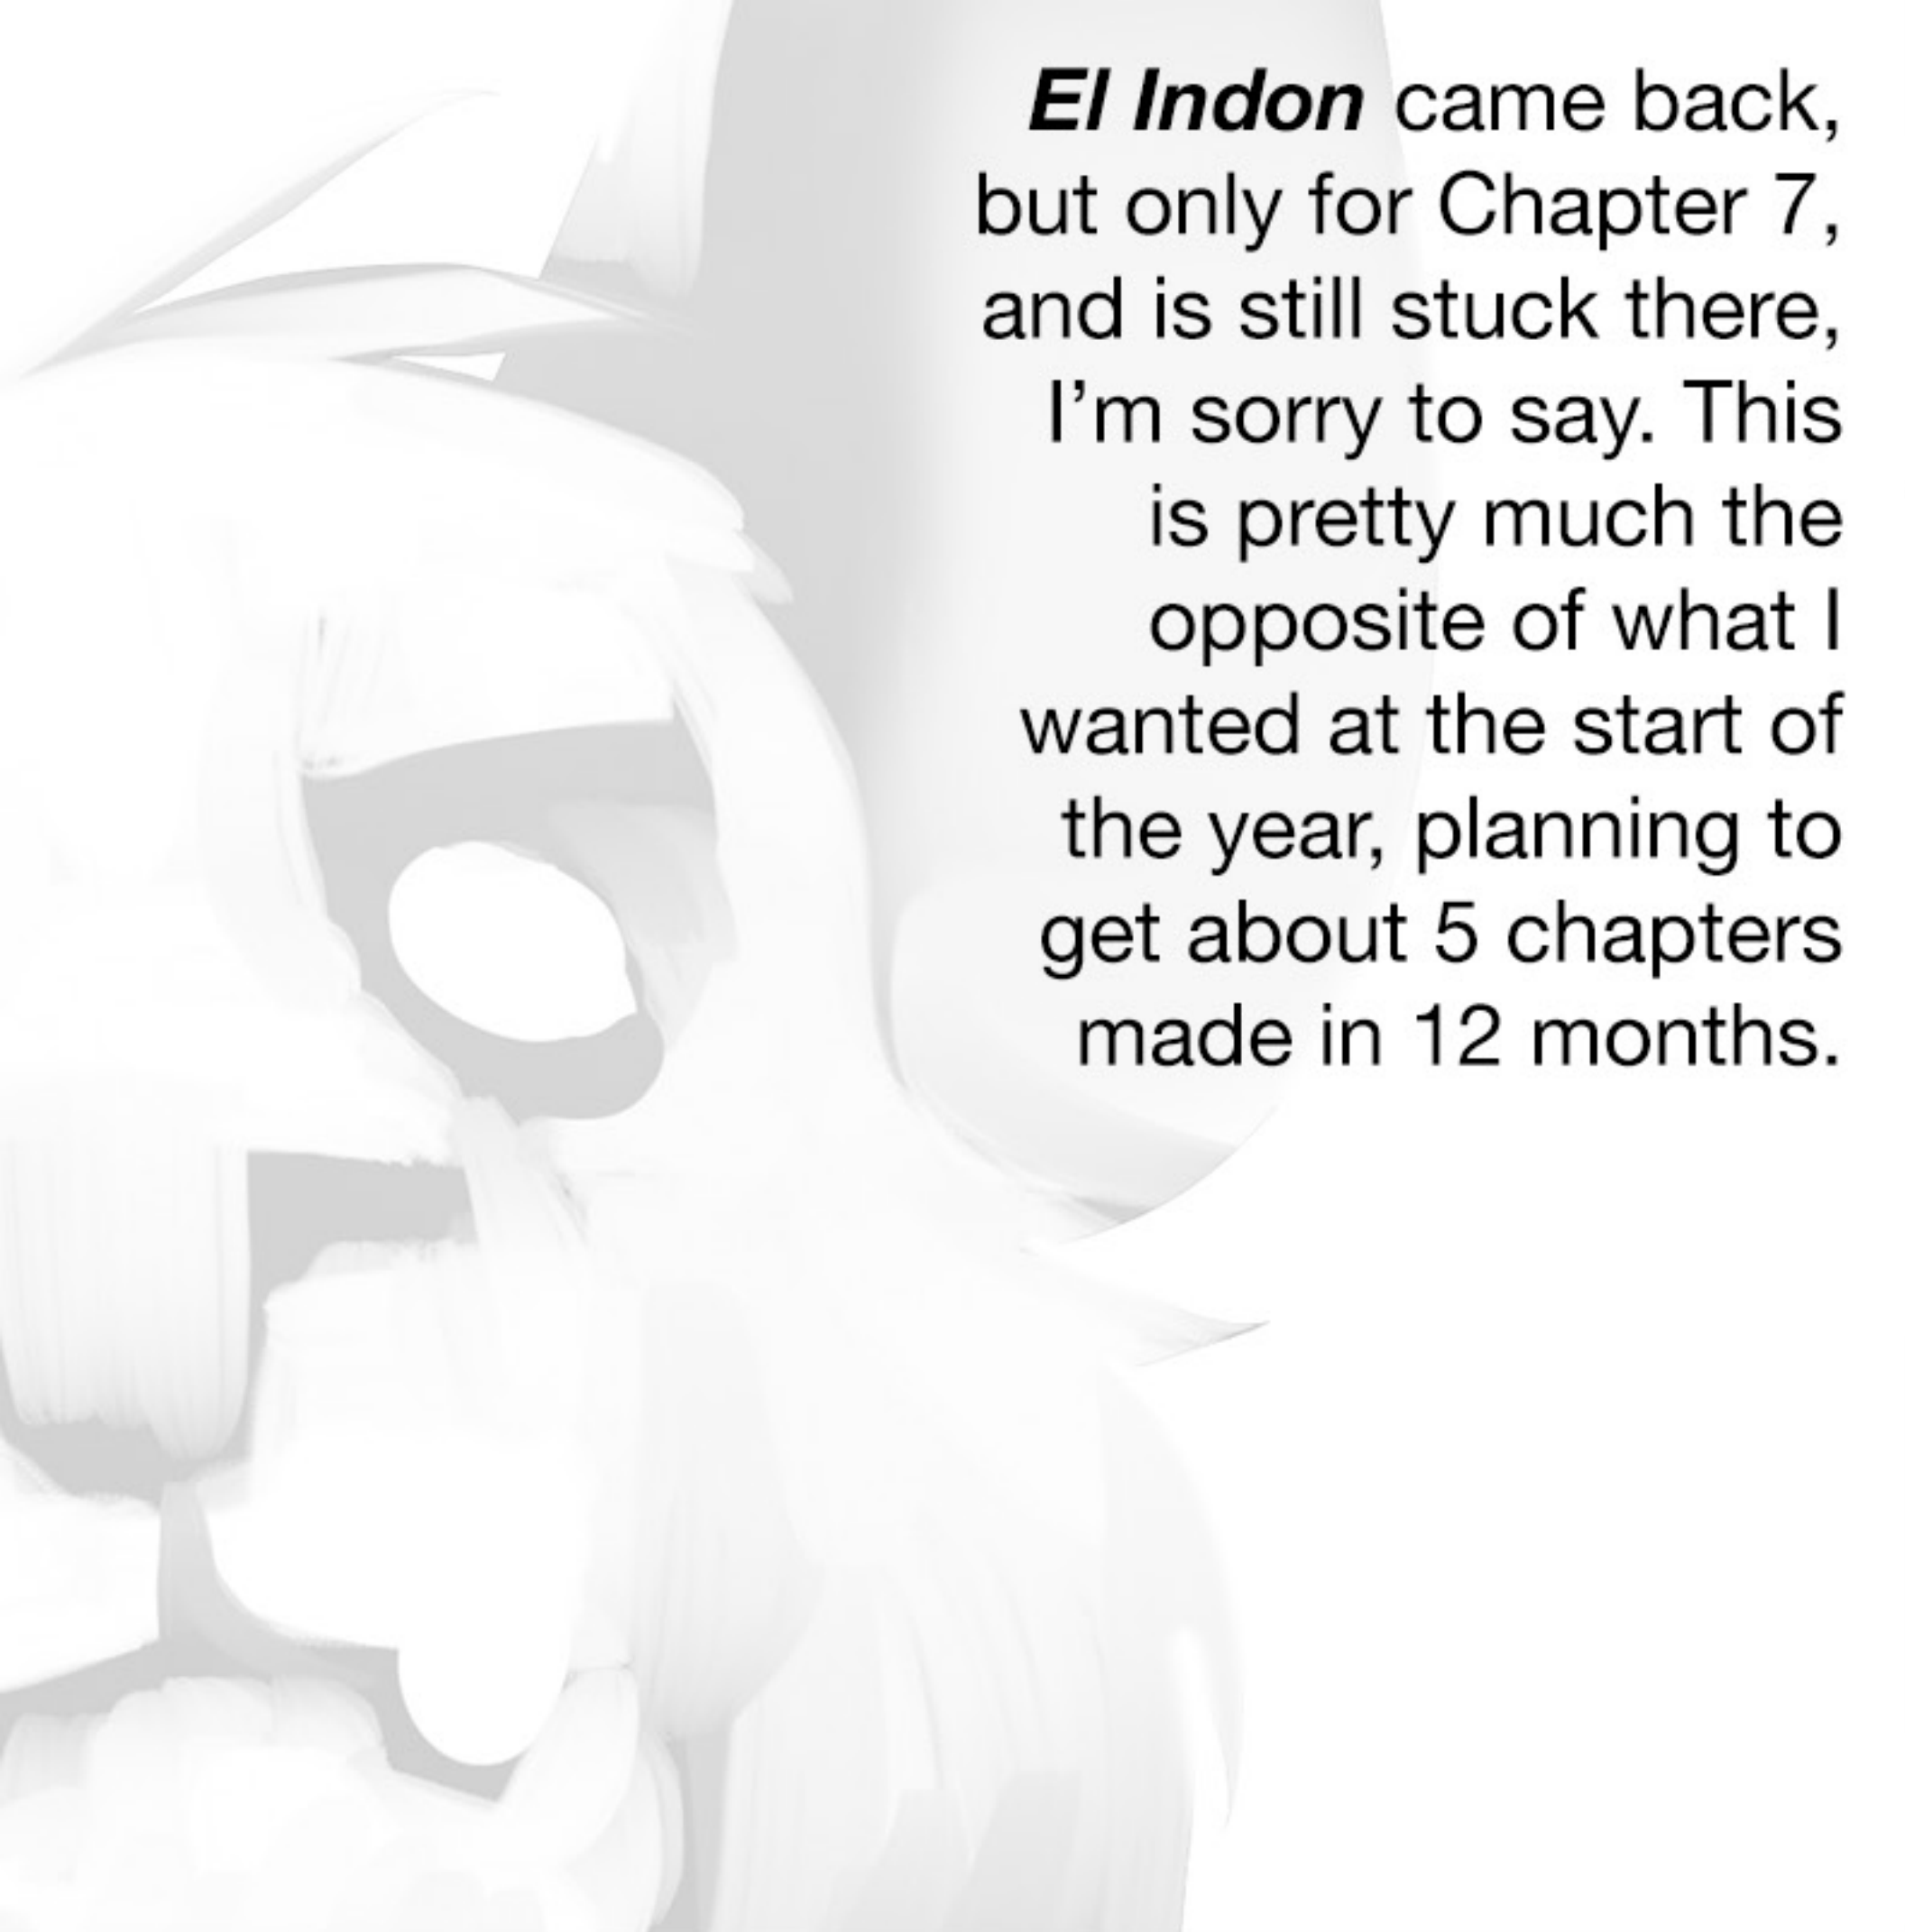 El Indon came back,
but only for Chapter 7,
and is still stuck there,
I’m sorry to say. This
is pretty much the
opposite of what I
wanted at the start of
the year, planning to
get about 5 chapters
made in 12 months.